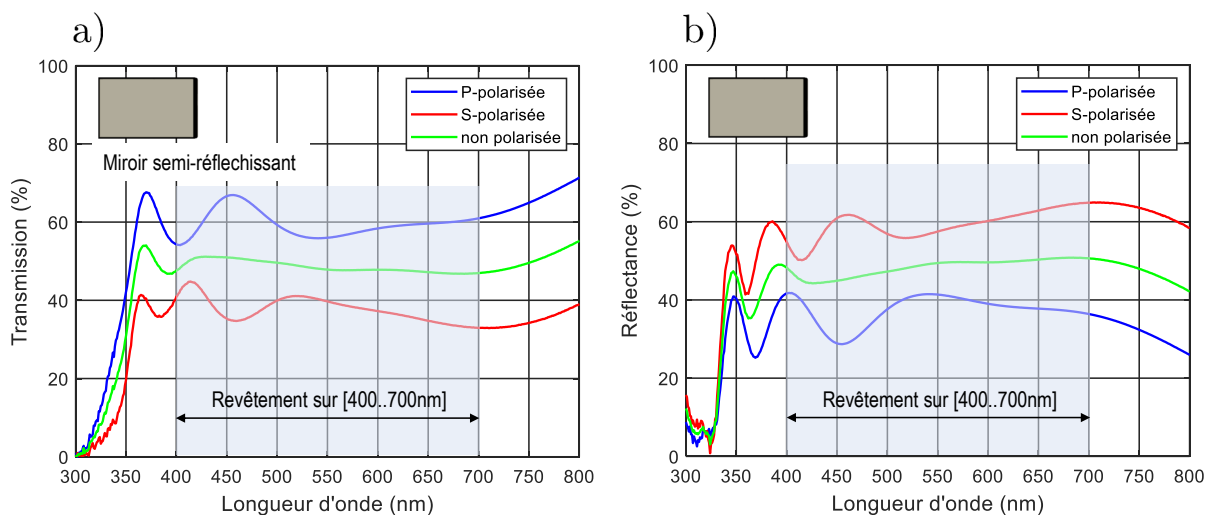 a)
100
80
60
40
20
0
Transmission (%)
P-polarisée
S-polarisée
non polarisée
Miroir semi-réflechissant
Revêtement sur [400..700nm]
300 350 400 450 500 550 600 650 700 750 800
Longueur d'onde (nm)
b)
100
80
60
40
20
0
Réflectance (%)
P-polarisée
S-polarisée
non polarisée
Revêtement sur [400..700nm]
300 350 400 450 500 550 600 650 700 750 800
Longueur d'onde (nm)